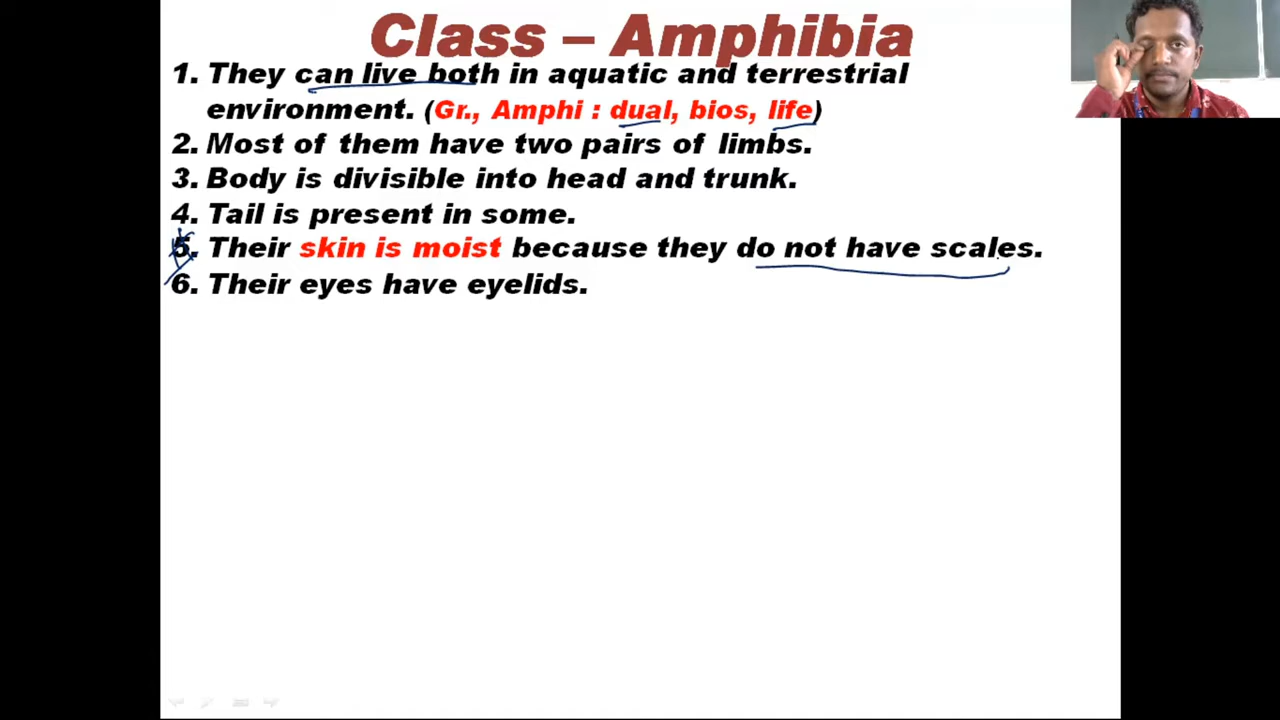 Class – Amphibia
1. They can live both in aquatic and terrestrial
environment. (Gr., Amphi : dual, bios, life)
2. Most of them have two pairs of limbs.
3. Body is divisible into head and trunk.
4. Tail is present in some.
5. Their skin is moist because they do not have scales.
6. Their eyes have eyelids.